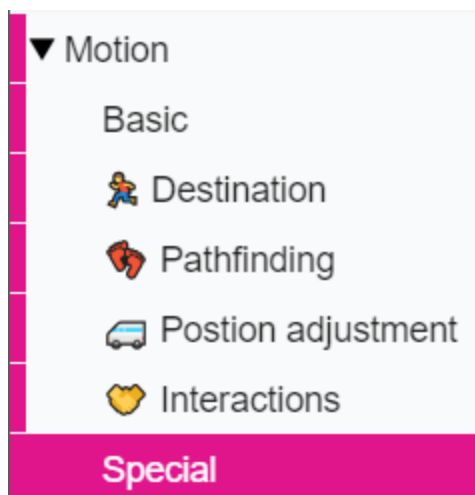 Motion
Basic
Destination
Pathfinding
Postion adjustment
Interactions
Special